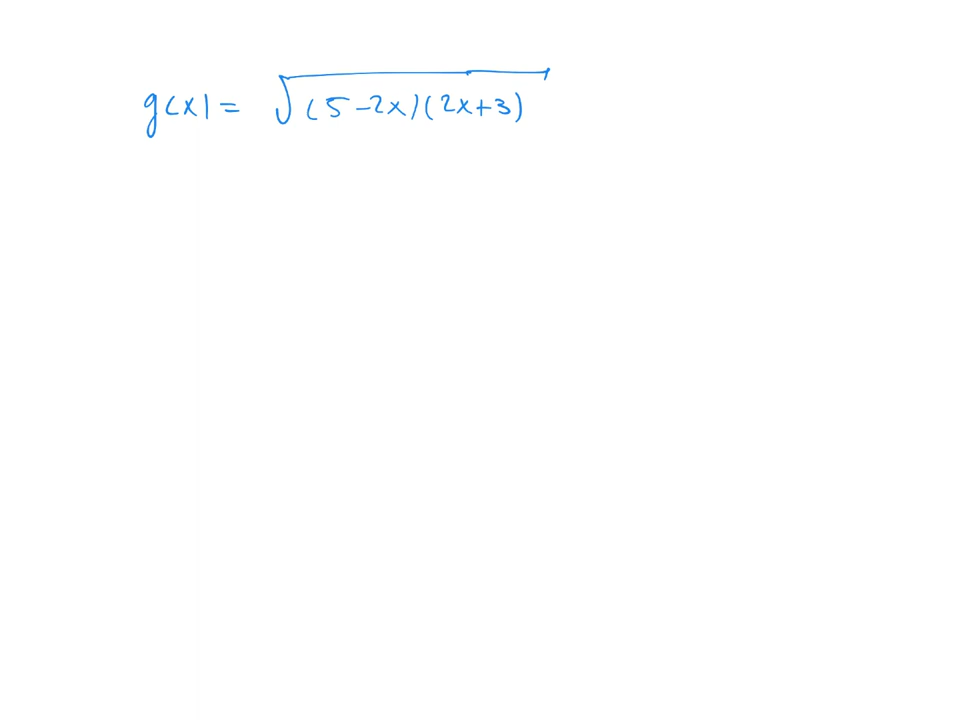 g(x) = √(5-2x)(2x+3)